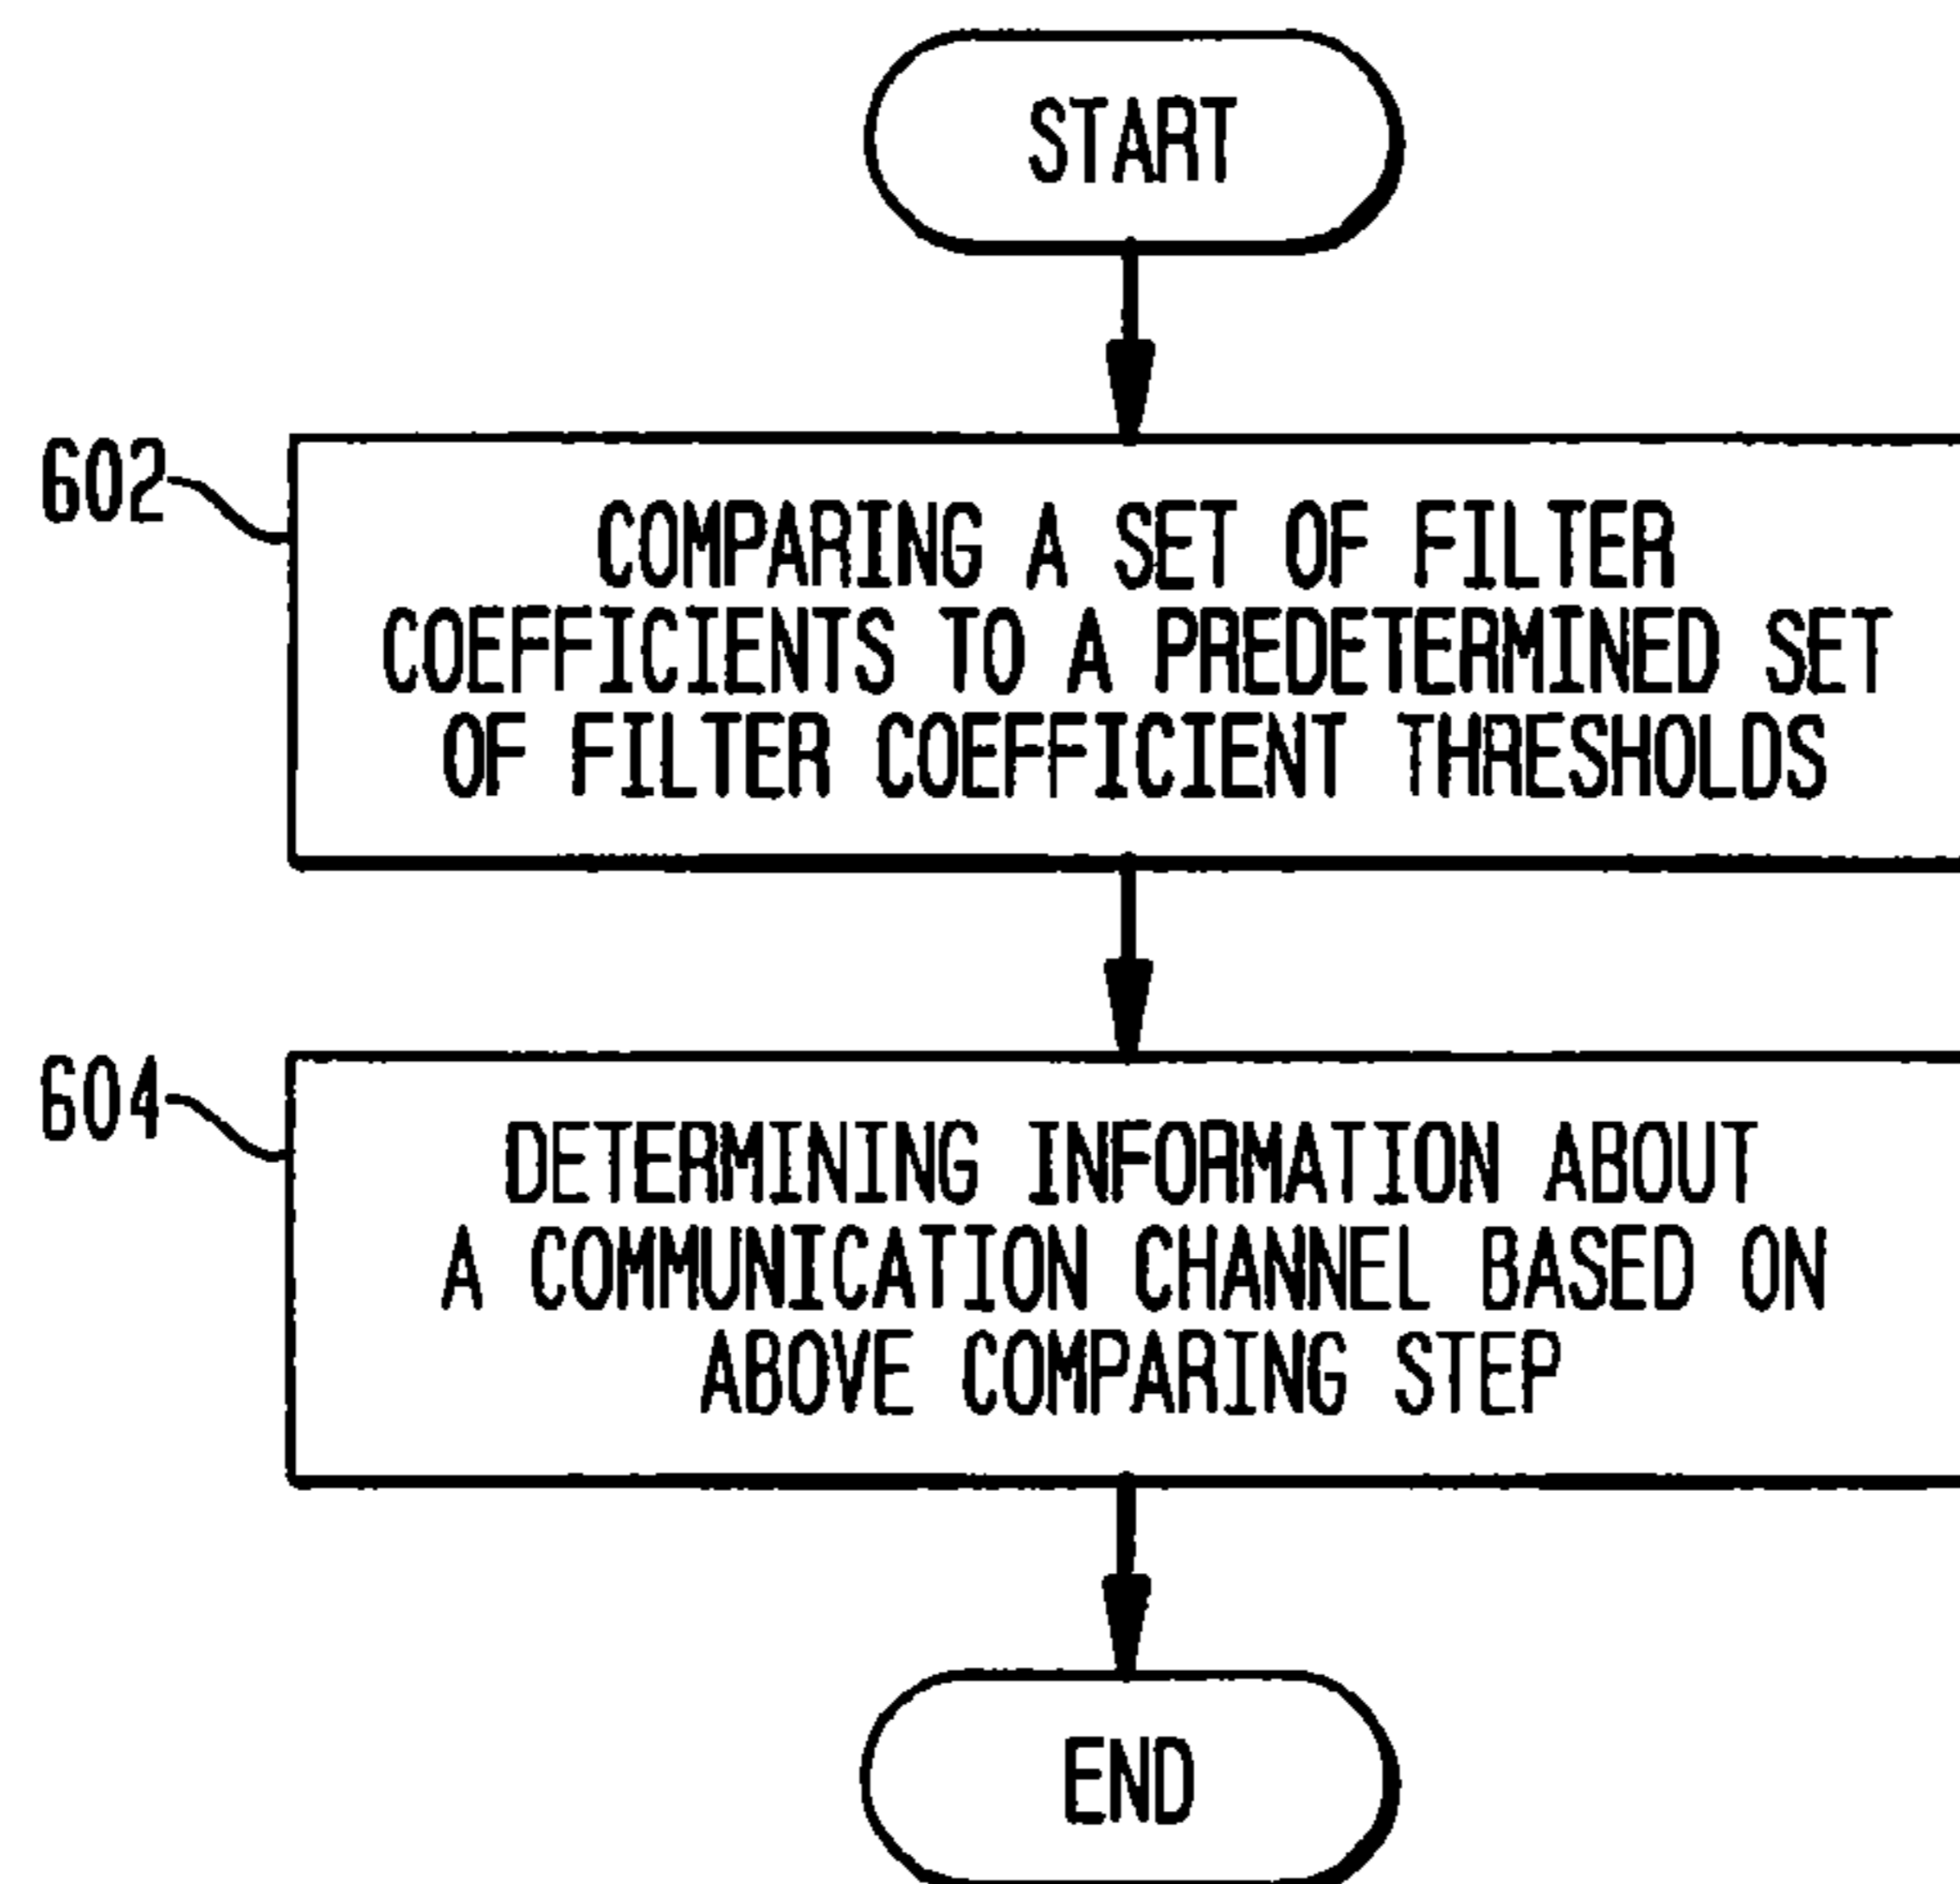 START
602
COMPARING A SET OF FILTER
COEFFICIENTS TO A PREDETERMINED SET
OF FILTER COEFFICIENT THRESHOLDS
604
DETERMINING INFORMATION ABOUT
A COMMUNICATION CHANNEL BASED ON
ABOVE COMPARING STEP
END